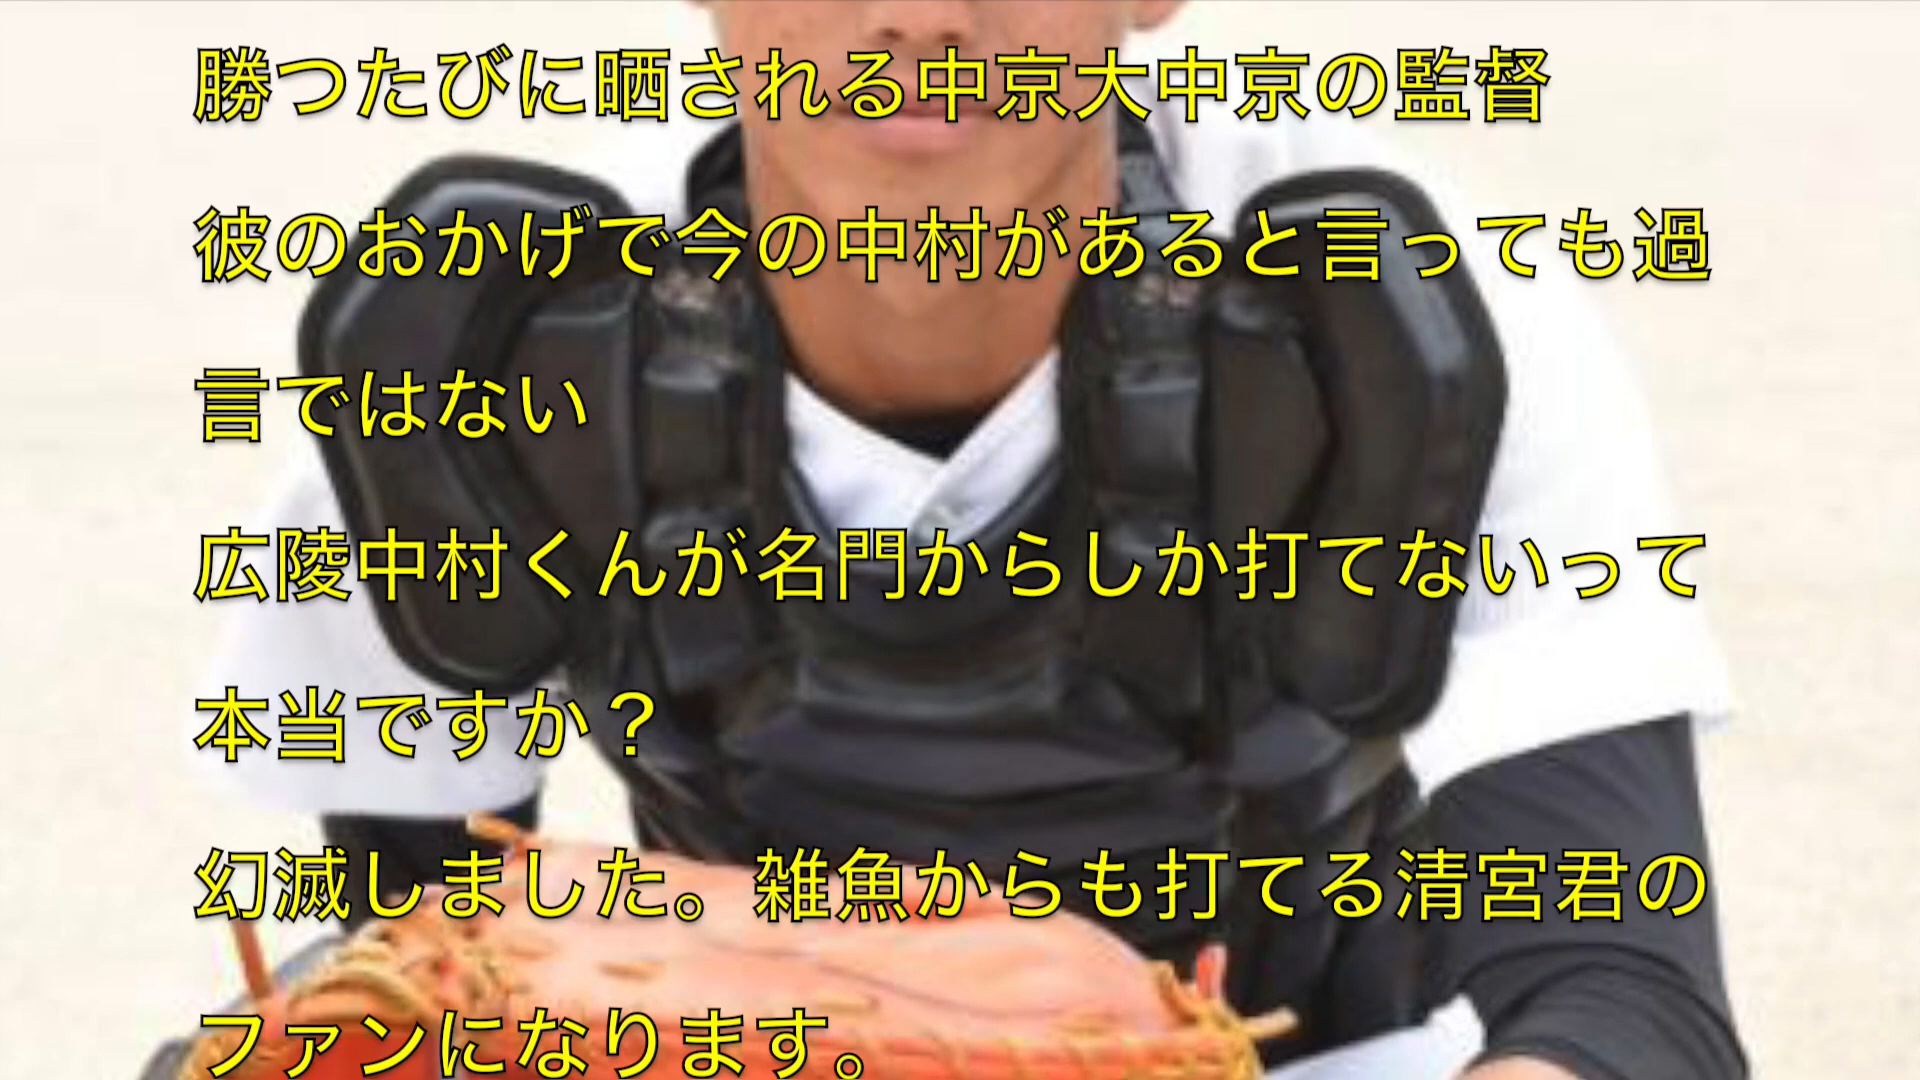 勝つたびに晒される中京大中京の監督
彼のおかげで今の中村があると言っても過
言ではない
広陵中村くんが名門からしか打てないって
本当ですか？
幻滅しました。雑魚からも打てる清宮君の
ファンになります。